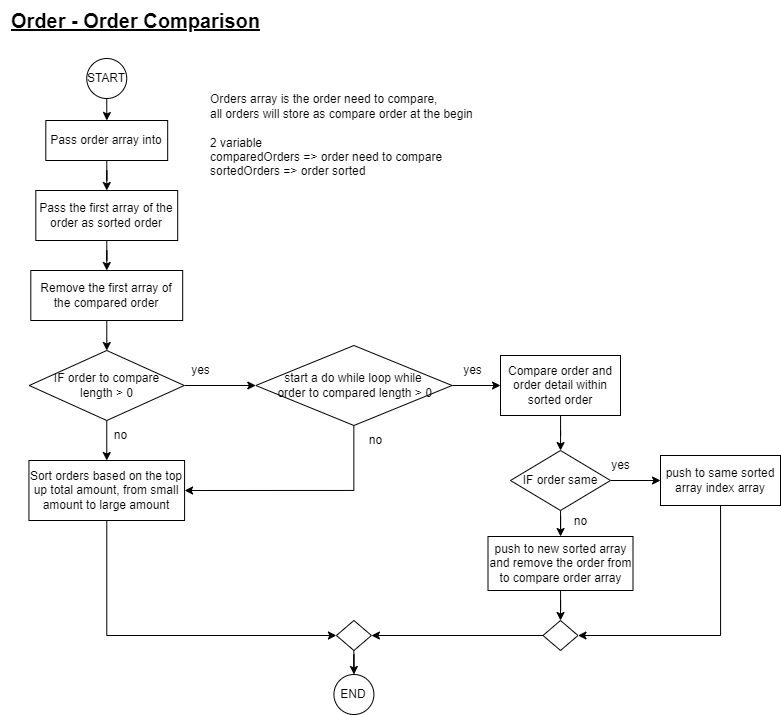 Order - Order Comparison
START
Orders array is the order need to compare,
all orders will store as compare order at the begin
2 variable
comparedOrders => order need to compare
sortedOrders => order sorted
Pass order array into
Pass the first array of the
order as sorted order
Remove the first array of
the compared order
IF order to compare
length > 0
yes
start a do while loop while
order to compared length > 0
yes
Compare order and
order detail within
sorted order
no
no
Sort orders based on the top
up total amount, from small
amount to large amount
IF order same
yes
push to same sorted
array index array
no
push to new sorted array
and remove the order from
to compare order array
END